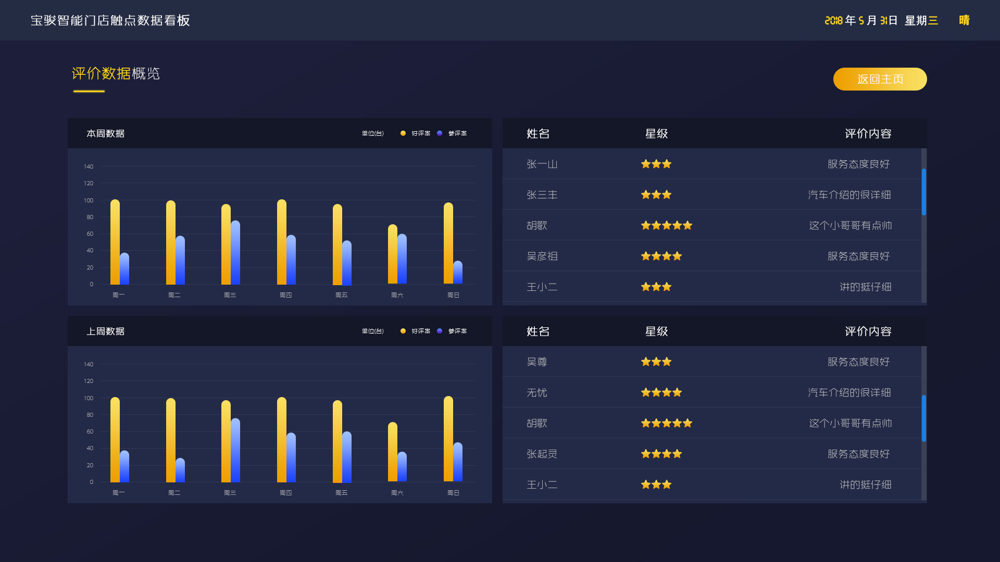 宝骏智能门店触点数据看板
2018年5月31日 星期三 晴
评价数据概览
返回主页
本周数据 单位(台) 好评率 参评率
140
120
100
80
60
40
20
0
周一 周二 周三 周四 周五 周六 周日
姓名 星级 评价内容
张一山 服务态度良好
张三丰 汽车介绍的很详细
胡歌 这个小哥哥有点帅
吴彦祖 服务态度良好
王小二 讲的挺仔细
上周数据 单位(台) 好评率 参评率
140
120
100
80
60
40
20
0
周一 周二 周三 周四 周五 周六 周日
姓名 星级 评价内容
吴尊 服务态度良好
无忧 汽车介绍的很详细
胡歌 这个小哥哥有点帅
张起灵 服务态度良好
王小二 讲的挺仔细